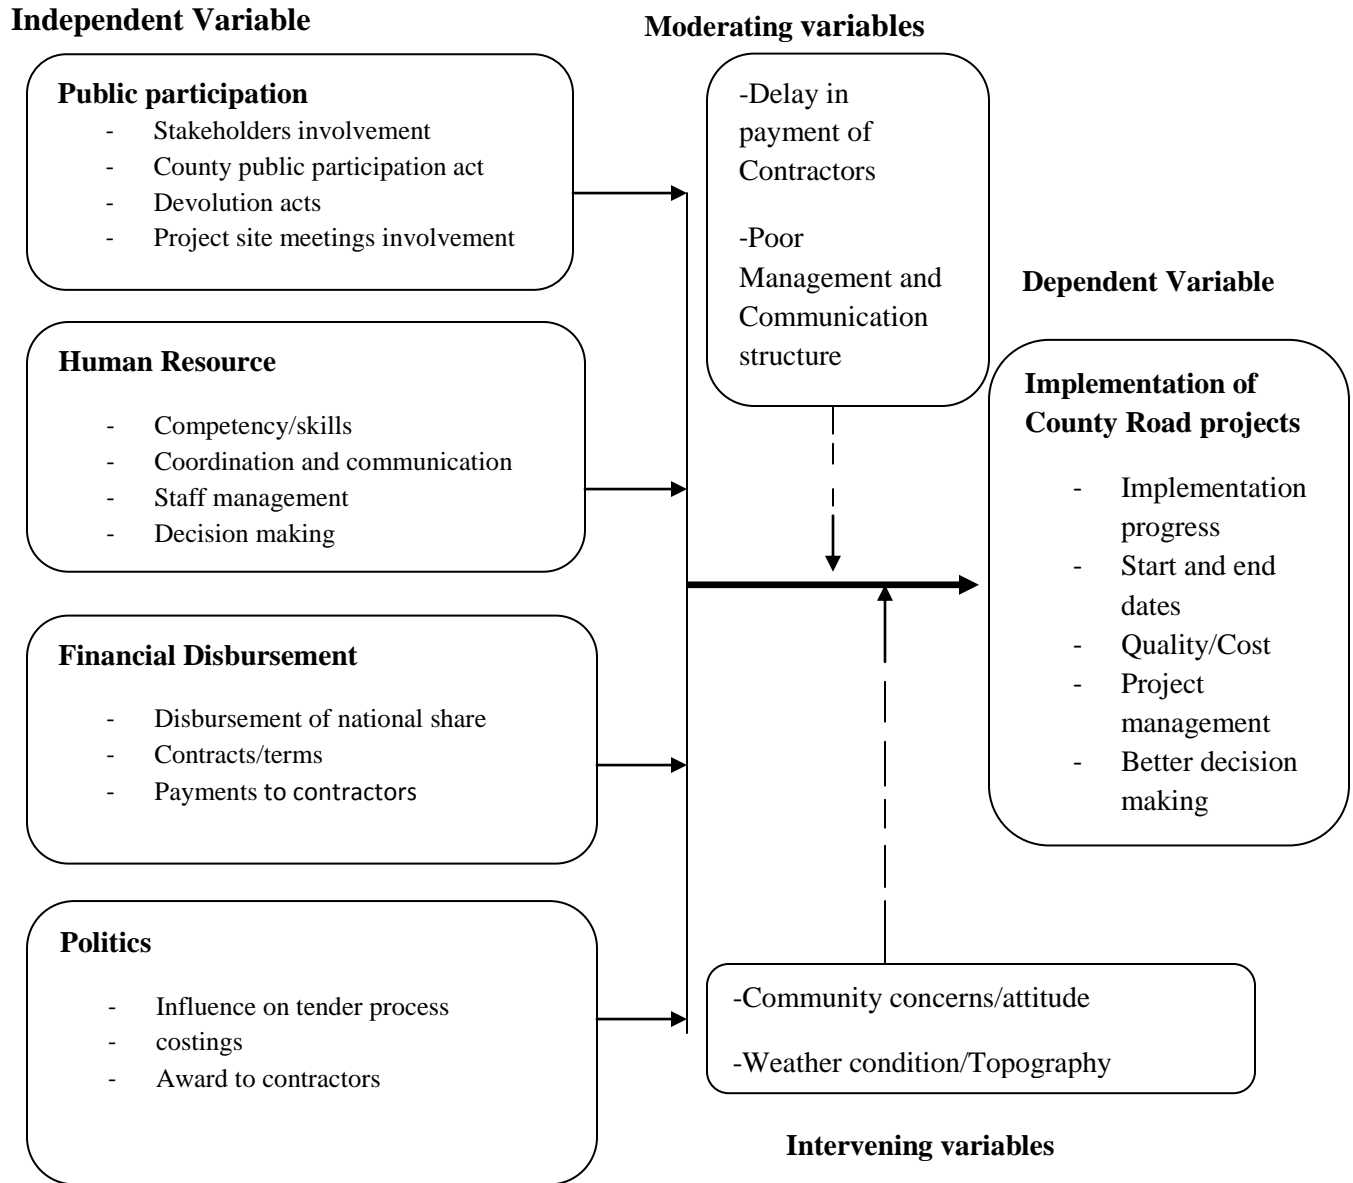 Independent Variable
Public participation
- Stakeholders involvement
- County public participation act
- Devolution acts
- Project site meetings involvement
Human Resource
- Competency/skills
- Coordination and communication
- Staff management
- Decision making
Financial Disbursement
- Disbursement of national share
- Contracts/terms
- Payments to contractors
Politics
- Influence on tender process
- costings
- Award to contractors
Moderating variables
-Delay in
payment of
Contractors
-Poor
Management and
Communication
structure
Dependent Variable
Implementation of
County Road projects
- Implementation
progress
- Start and end
dates
- Quality/Cost
- Project
management
- Better decision
making
-Community concerns/attitude
-Weather condition/Topography
Intervening variables